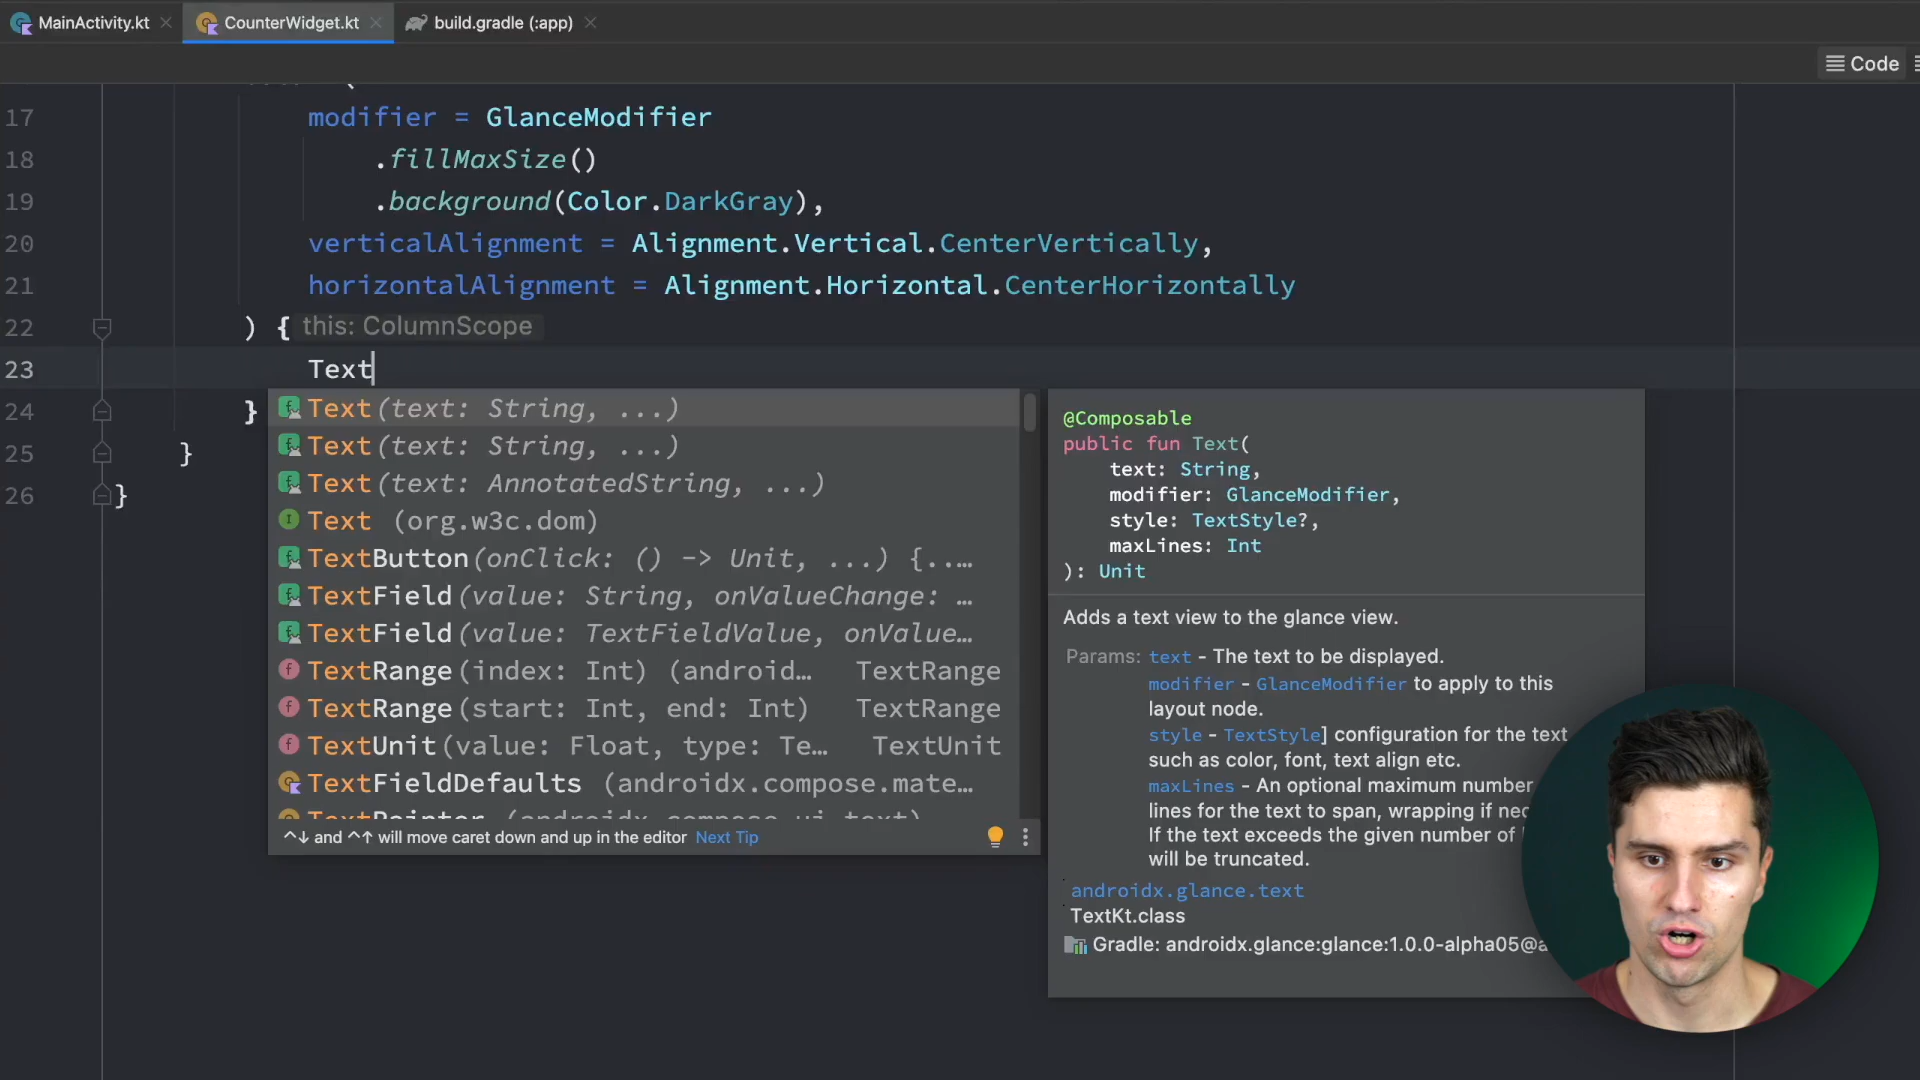 MainActivity.kt
CounterWidget.kt
build.gradle (:app)
Code
17 modifier = GlanceModifier
18 .fillMaxSize()
19 .background(Color.DarkGray),
20 verticalAlignment = Alignment.Vertical.CenterVertically,
21 horizontalAlignment = Alignment.Horizontal.CenterHorizontally
22 ) { this: ColumnScope
23 Text
24 }
25 }
26 }
Text(text: String, ...)
Text(text: String, ...)
Text(text: AnnotatedString, ...)
Text (org.w3c.dom)
TextButton(onClick: () -> Unit, ...) {..…
TextField(value: String, onValueChange: …
TextField(value: TextFieldValue, onValue…
TextRange(index: Int) (android… TextRange
TextRange(start: Int, end: Int) TextRange
TextUnit(value: Float, type: Te… TextUnit
TextFieldDefaults (androidx.compose.mate…
^↓ and ^↑ will move caret down and up in the editor Next Tip
@Composable
public fun Text(
text: String,
modifier: GlanceModifier,
style: TextStyle?,
maxLines: Int
): Unit
Adds a text view to the glance view.
Params: text - The text to be displayed.
modifier - GlanceModifier to apply to this
layout node.
style - TextStyle] configuration for the text
such as color, font, text align etc.
maxLines - An optional maximum number
lines for the text to span, wrapping if
If the text exceeds the given number of
will be truncated.
androidx.glance.text
TextKt.class
Gradle: androidx.glance:glance:1.0.0-alpha05@